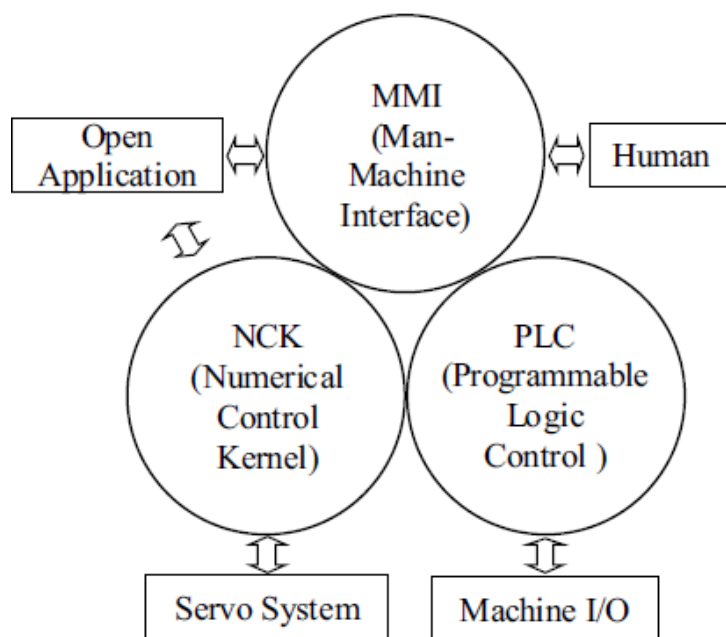 MMI
(Man-
Machine
Interface)
Open
Application
Human
NCK
(Numerical
Control
Kernel)
PLC
(Programmable
Logic
Control )
Servo System
Machine I/O